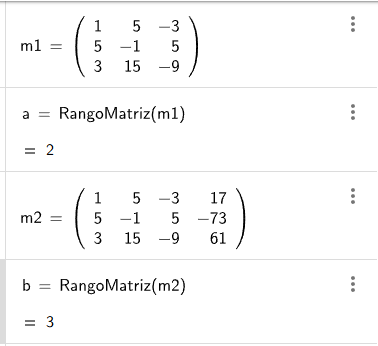 m1 = ( 1 5 −3
5 −1 5
3 15 −9 )
a = RangoMatriz(m1)
= 2
m2 = ( 1 5 −3 17
5 −1 5 −73
3 15 −9 61 )
b = RangoMatriz(m2)
= 3